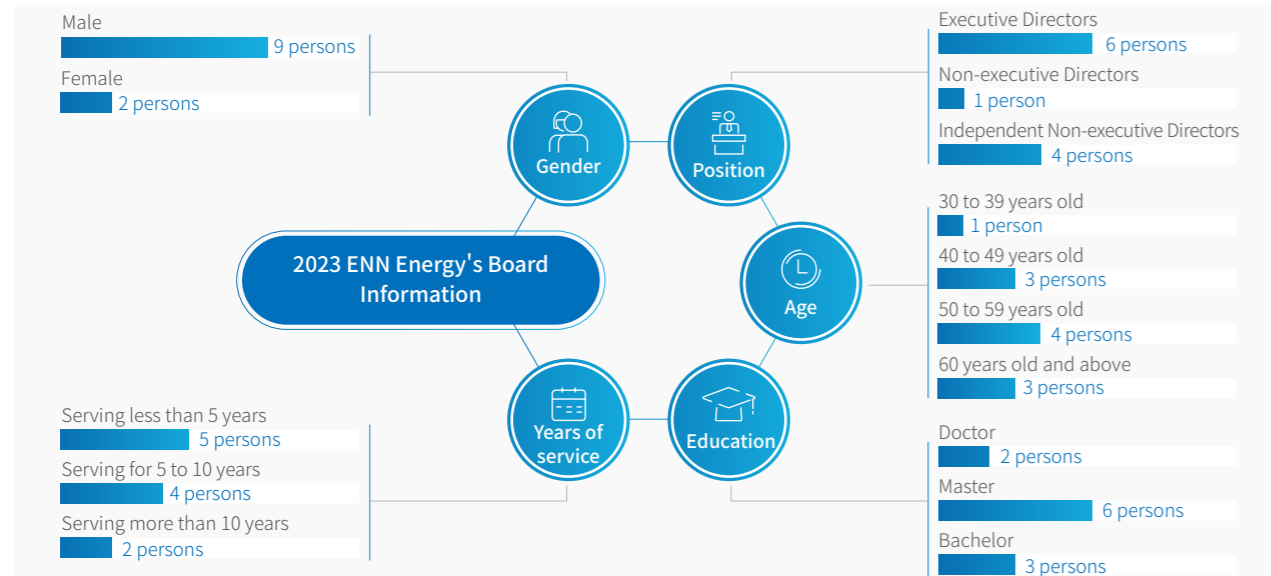 Male
9 persons
Female
2 persons
Executive Directors
6 persons
Non-executive Directors
1 person
Independent Non-executive Directors
4 persons
Gender
Position
30 to 39 years old
1 person
40 to 49 years old
3 persons
50 to 59 years old
4 persons
60 years old and above
3 persons
2023 ENN Energy's Board
Information
Age
Serving less than 5 years
5 persons
Serving for 5 to 10 years
4 persons
Serving more than 10 years
2 persons
Years of
service
Education
Doctor
2 persons
Master
6 persons
Bachelor
3 persons